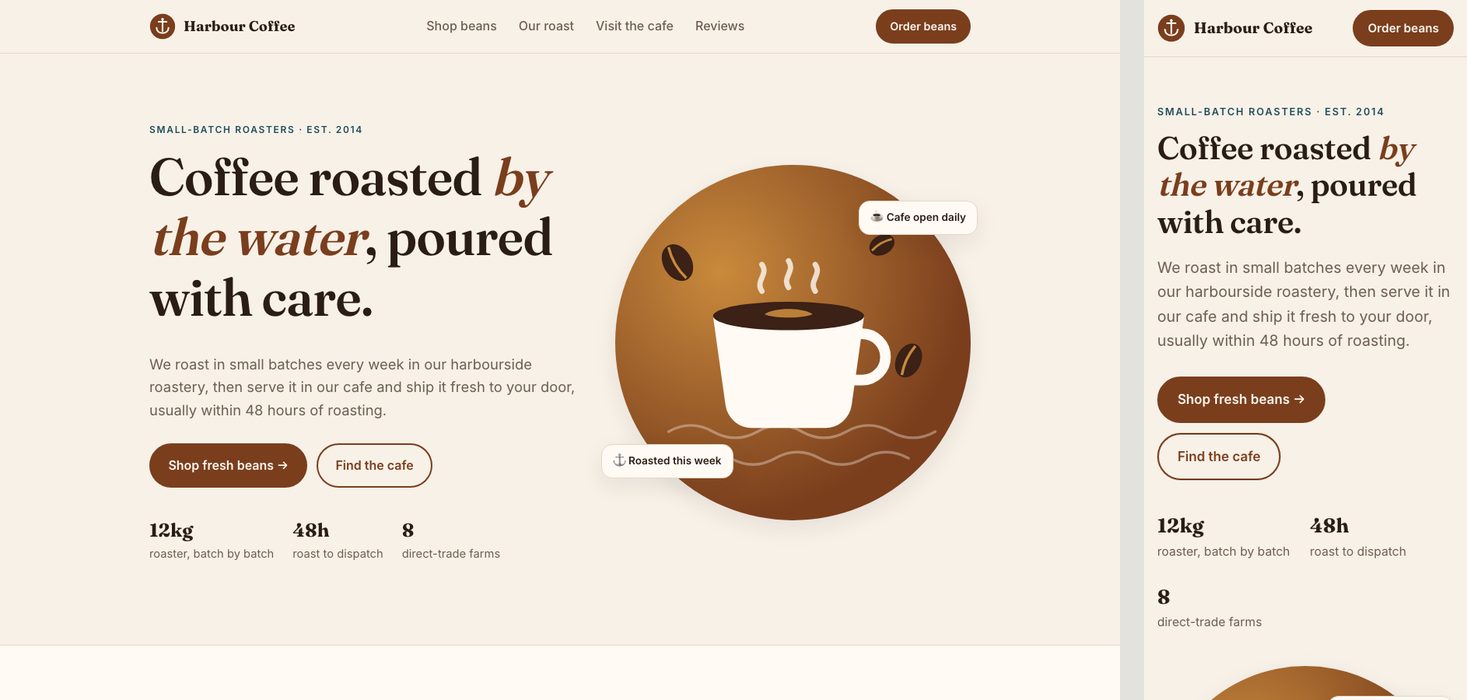 Harbour Coffee
Shop beans
Our roast
Visit the cafe
Reviews
Order beans
SMALL-BATCH ROASTERS · EST. 2014
Coffee roasted by
the water, poured
with care.
We roast in small batches every week in our harbourside
roastery, then serve it in our cafe and ship it fresh to your door,
usually within 48 hours of roasting.
Shop fresh beans →
Find the cafe
12kg
roaster, batch by batch
48h
roast to dispatch
8
direct-trade farms
☕ Cafe open daily
⚓ Roasted this week
Harbour Coffee
Order beans
SMALL-BATCH ROASTERS · EST. 2014
Coffee roasted by
the water, poured
with care.
We roast in small batches every week in
our harbourside roastery, then serve it in
our cafe and ship it fresh to your door,
usually within 48 hours of roasting.
Shop fresh beans →
Find the cafe
12kg
roaster, batch by batch
48h
roast to dispatch
8
direct-trade farms